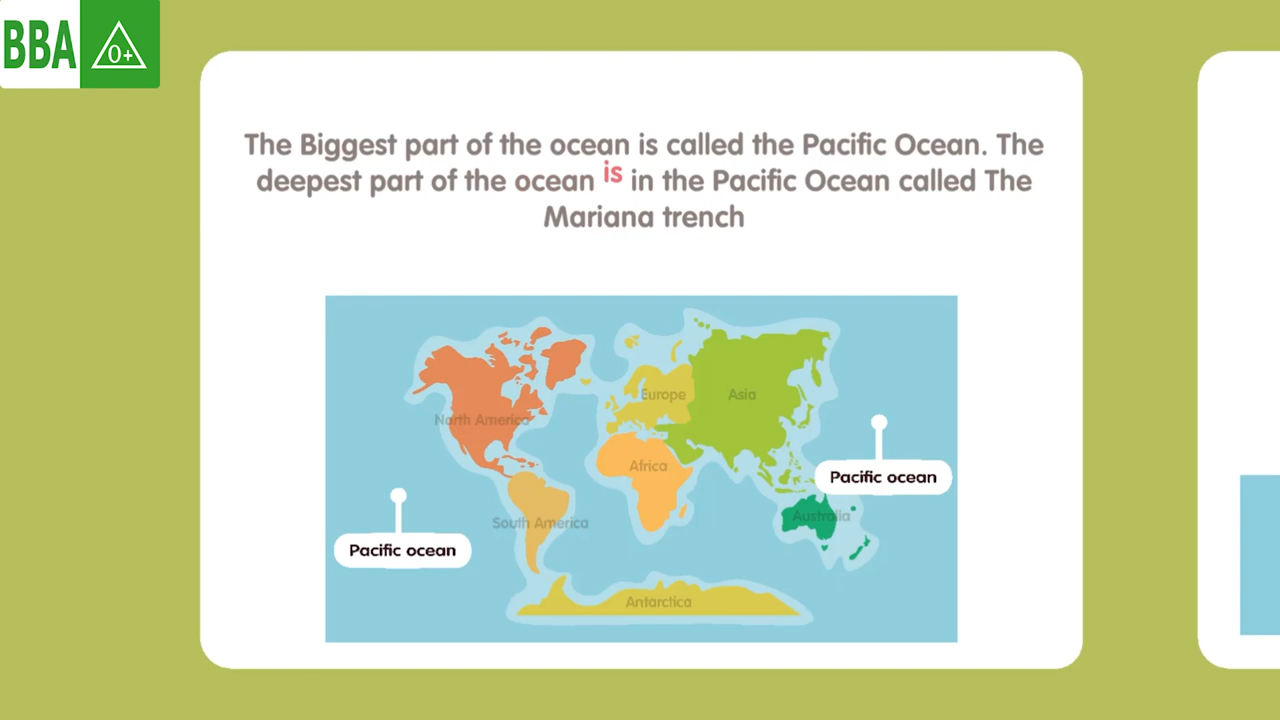 BBA
0+
The Biggest part of the ocean is called the Pacific Ocean. The
deepest part of the ocean is in the Pacific Ocean called The
Mariana trench
Europe
Asia
North America
Africa
Pacific ocean
South America
Australia
Pacific ocean
Antarctica